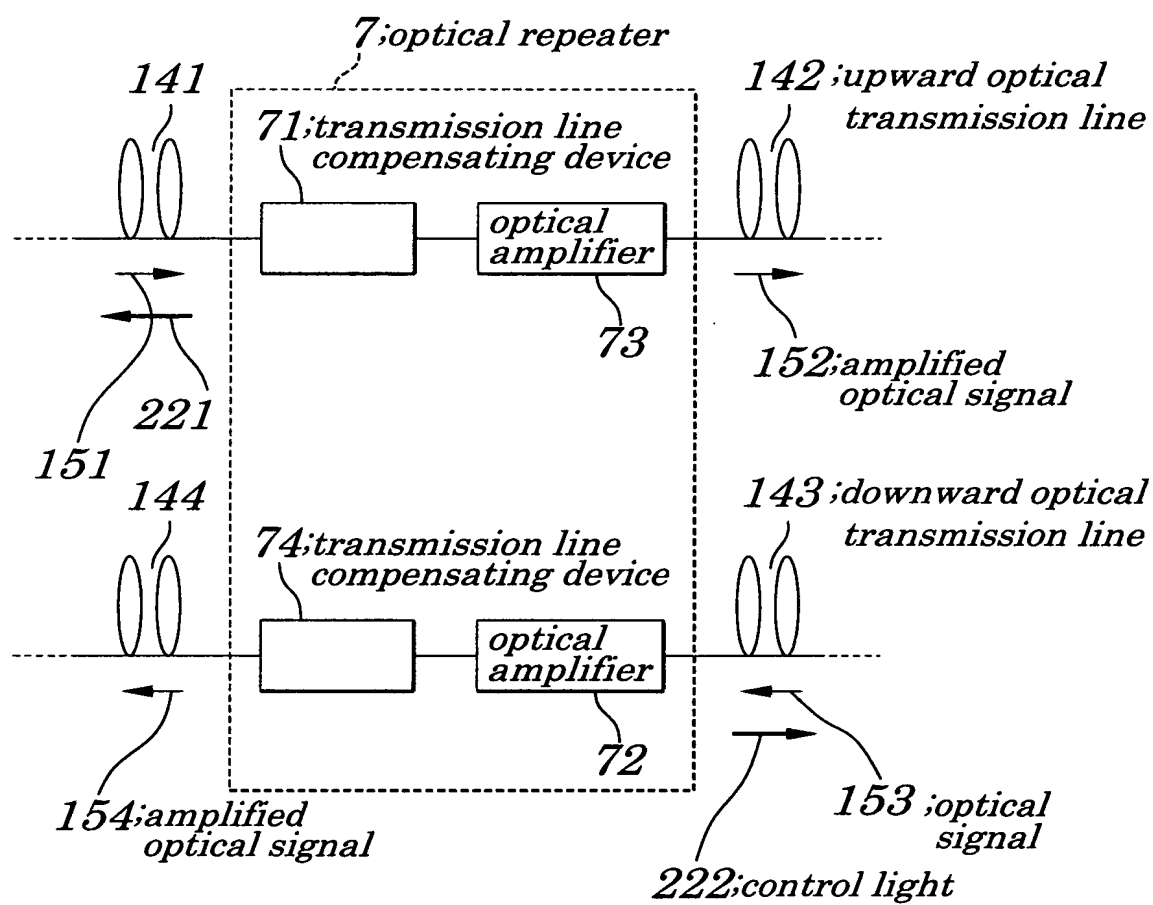 7;optical repeater
141
142;upward optical
transmission line
71;transmission line
compensating device
optical
amplifier
73
152;amplified
optical signal
221
151
144
143;downward optical
transmission line
74;transmission line
compensating device
optical
amplifier
72
154;amplified
optical signal
153;optical
signal
222;control light